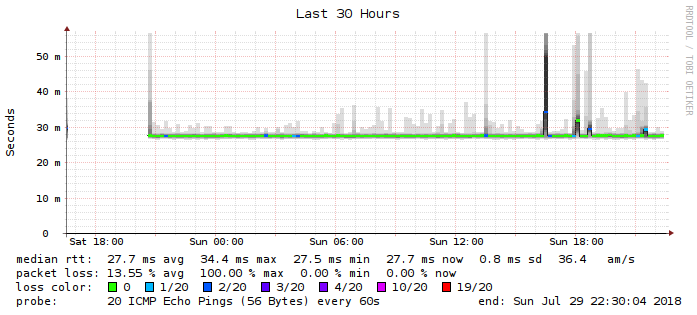 Last 30 Hours
RRDTOOL / TOBI OETIKER
Seconds
50 m
40 m
30 m
20 m
10 m
0
Sat 18:00 Sun 00:00 Sun 06:00 Sun 12:00 Sun 18:00
median rtt: 27.7 ms avg 34.4 ms max 27.5 ms min 27.7 ms now 0.8 ms sd 36.4 am/s
packet loss: 13.55 % avg 100.00 % max 0.00 % min 0.00 % now
loss color: 0 1/20 2/20 3/20 4/20 10/20 19/20
probe: 20 ICMP Echo Pings (56 Bytes) every 60s end: Sun Jul 29 22:30:04 2018